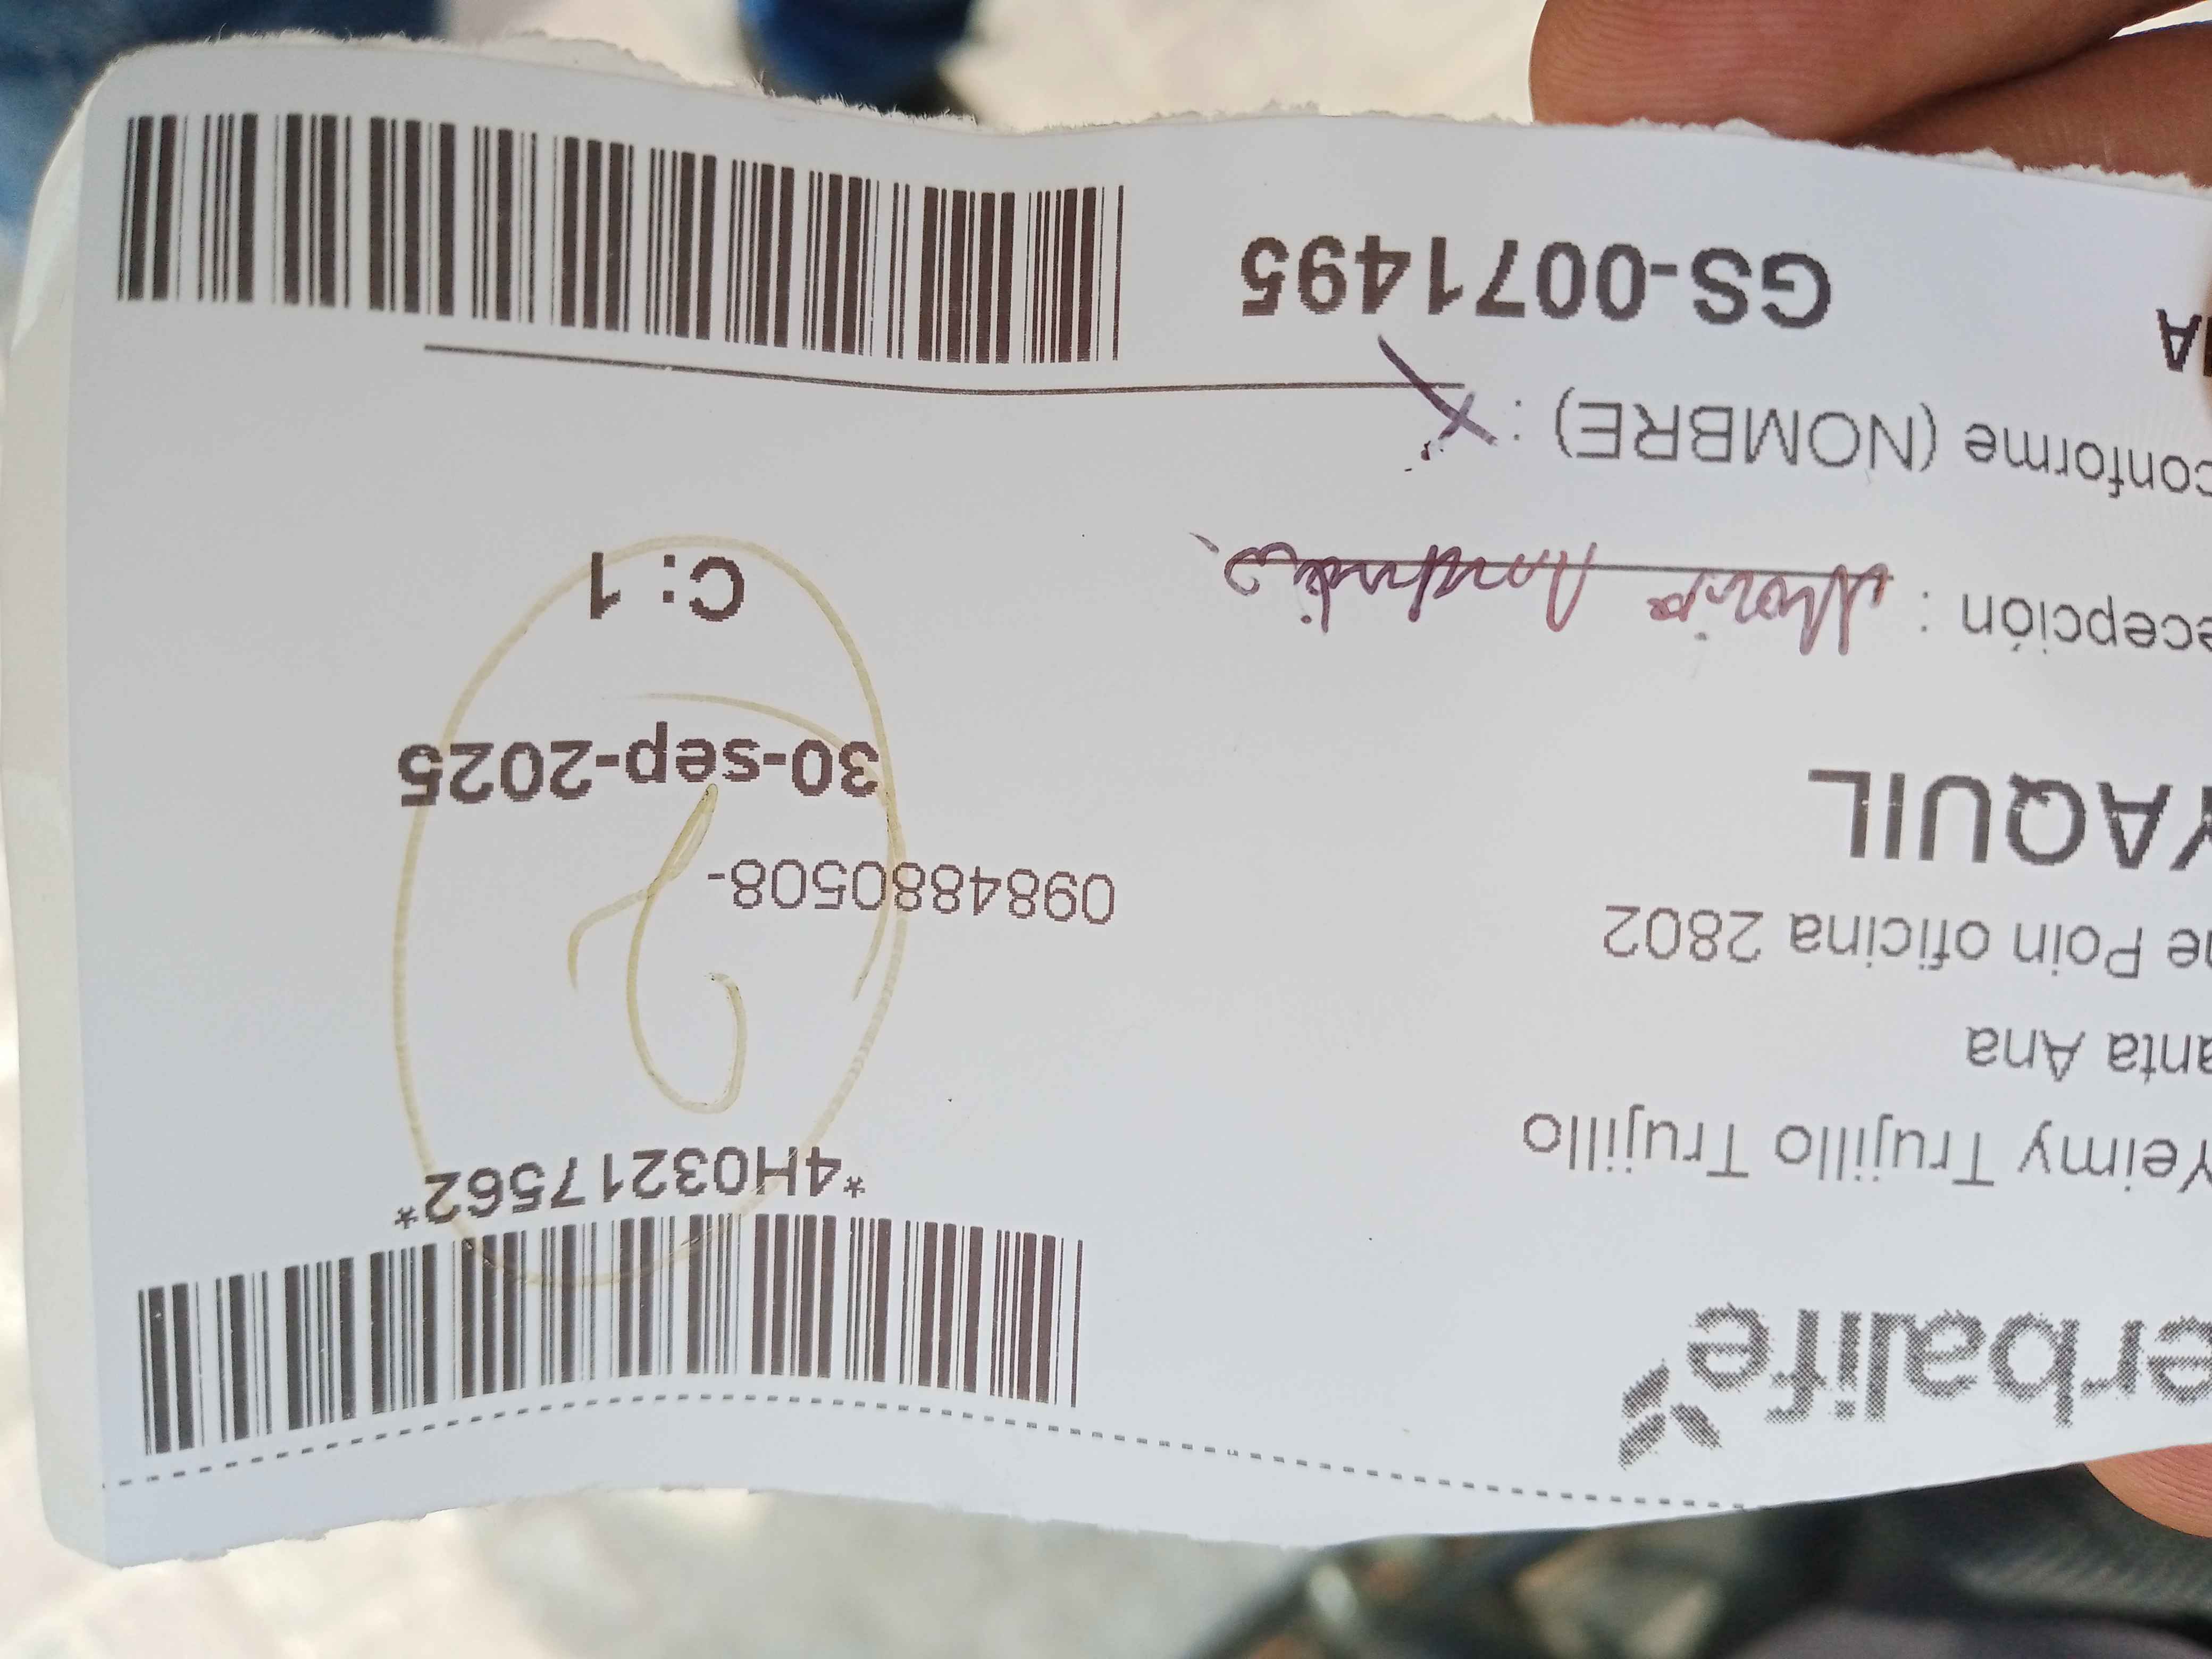 erbalife
*4H03217562*
Yeimy Trujillo Trujillo
anta Ana
e Poin oficina 2802
0984880508-
YAQUIL
30-sep-2025
ecepción : Maria
C: 1
conforme (NOMBRE) : X
GS-0071495